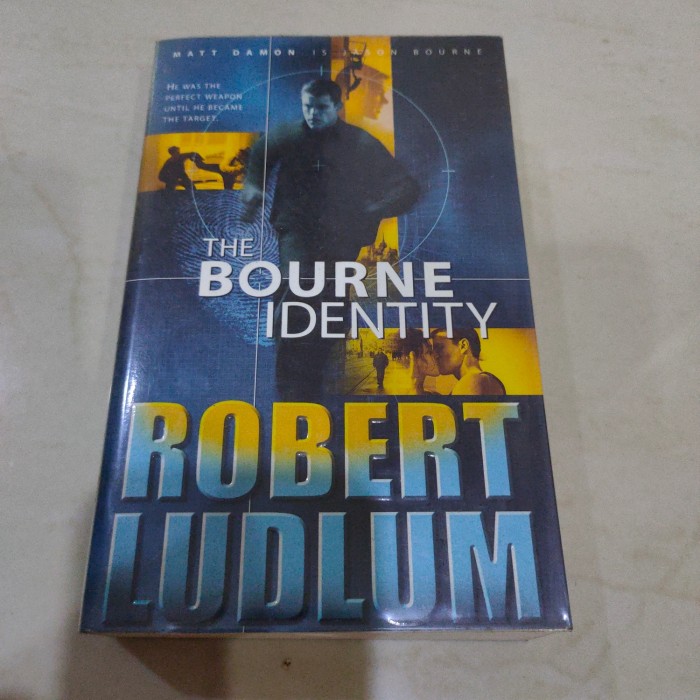 MATT DAMON IS JASON BOURNE
HE WAS THE
PERFECT WEAPON
UNTIL HE BECAME
THE TARGET.
THE
BOURNE
IDENTITY
ROBERT
LUDLUM